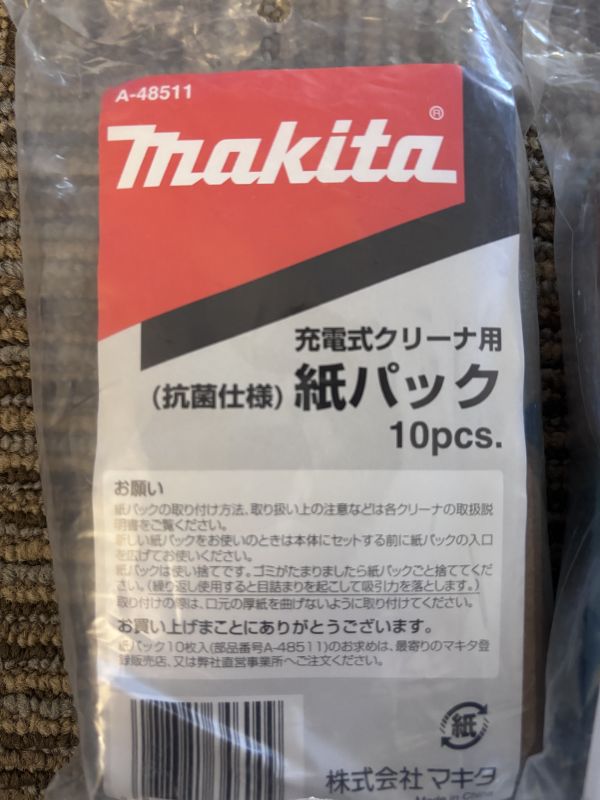 A-48511
makita®
充電式クリーナ用
(抗菌仕様) 紙パック
10pcs.
お願い
紙パックの取り付け方法、取り扱い上の注意などは各クリーナの取扱説
明書をご覧ください。
新しい紙パックをお使いのときは本体にセットする前に紙パックの入口
を広げてお使いください。
紙パックは使い捨てです。ゴミがたまりましたら紙パックごと捨ててくだ
さい。(繰り返し使用すると目詰まりを起こして吸引力を落とします。)
取り付けの際は、口元の厚紙を曲げないように取り付けてください。
お買い上げまことにありがとうございます。
紙パック10枚入(部品番号A-48511)のお求めは、最寄りのマキタ登
録販売店、又は弊社直営事業所へご注文ください。
紙
株式会社マキタ
Made in China